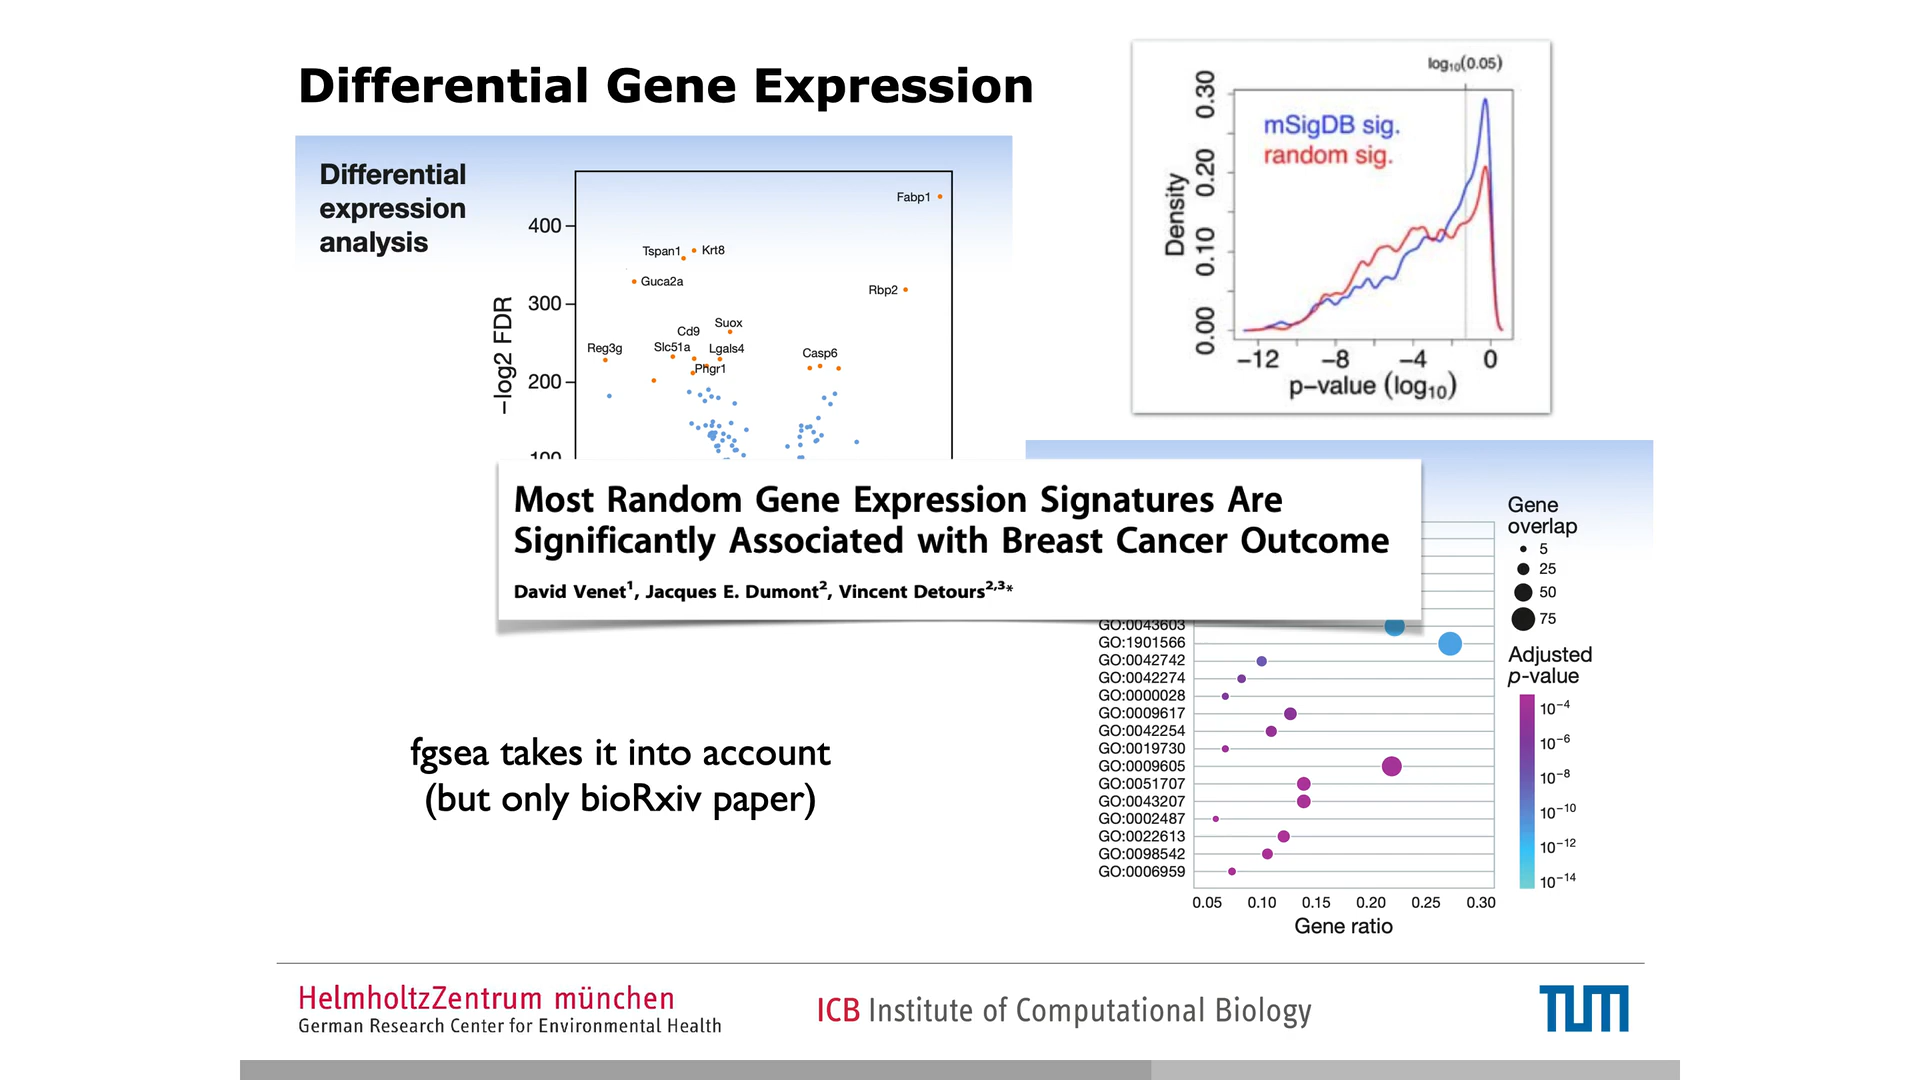 Differential Gene Expression
Differential
expression
analysis
−log2 FDR
400
300
200
100
Fabp1
Tspan1
Krt8
Guca2a
Rbp2
Suox
Cd9
Reg3g
Slc51a
Lgals4
Casp6
Phgr1
log10(0.05)
mSigDB sig.
random sig.
Density
0.30
0.20
0.10
0.00
−12
−8
−4
0
p−value (log10)
Most Random Gene Expression Signatures Are
Significantly Associated with Breast Cancer Outcome
David Venet1, Jacques E. Dumont2, Vincent Detours2,3*
fgsea takes it into account
(but only bioRxiv paper)
GO:0043603
GO:1901566
GO:0042742
GO:0042274
GO:0000028
GO:0009617
GO:0042254
GO:0019730
GO:0009605
GO:0051707
GO:0043207
GO:0002487
GO:0022613
GO:0098542
GO:0006959
0.05 0.10 0.15 0.20 0.25 0.30
Gene ratio
Gene
overlap
5
25
50
75
Adjusted
p-value
10−4
10−6
10−8
10−10
10−12
10−14
HelmholtzZentrum münchen
German Research Center for Environmental Health
ICB Institute of Computational Biology
TUM